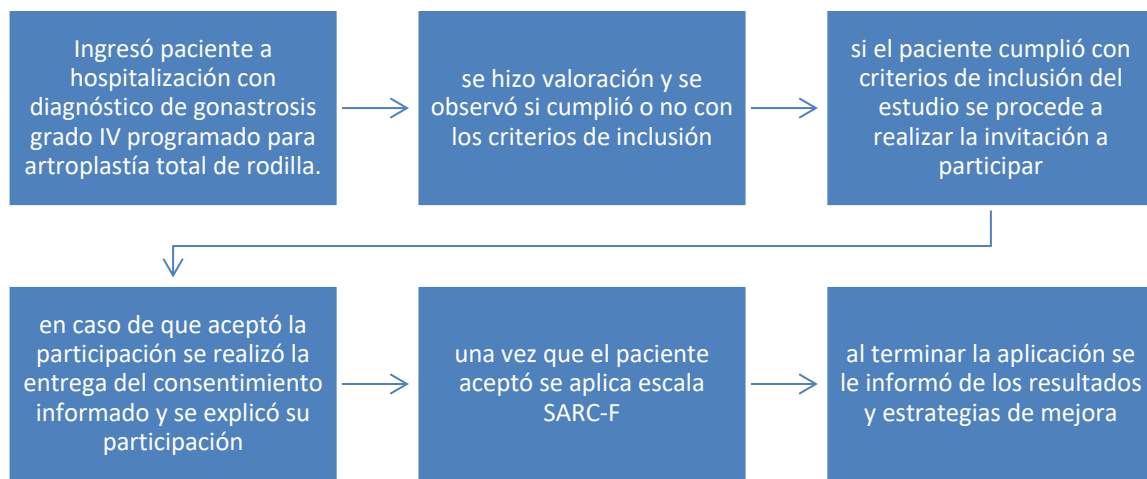 Ingresó paciente a
hospitalización con
diagnóstico de gonastrosis
grado IV programado para
artroplastía total de rodilla.
se hizo valoración y se
observó si cumplió o no con
los criterios de inclusión
si el paciente cumplió con
criterios de inclusión del
estudio se procede a
realizar la invitación a
participar
en caso de que aceptó la
participación se realizó la
entrega del consentimiento
informado y se explicó su
participación
una vez que el paciente
aceptó se aplica escala
SARC-F
al terminar la aplicación se
le informó de los resultados
y estrategias de mejora